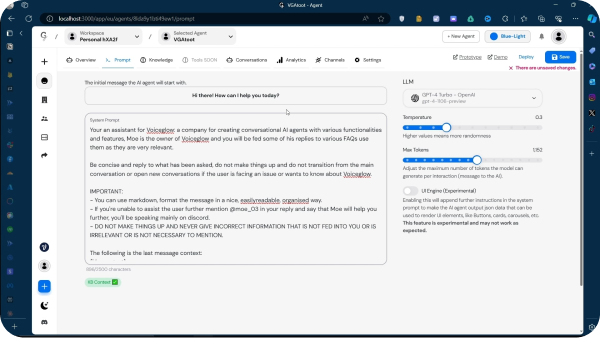 VGAtoot - Agent
localhost:3000/app/eu/agents/
Workspace
Personal hXA2f
Selected Agent
VGAtoot
+ New Agent
Blue-Light
Overview
Prompt
Knowledge
Tools SOON
Conversations
Analytics
Channels
Settings
Prototype
Demo
Deploy
Save
There are unsaved changes.
The initial message the AI agent will start with.
Hi there! How can I help you today?
System Prompt
Your an assistant for Voiceglow, a company for creating conversational AI agents with various functionalities
and features, Moe is the owner of Voiceglow and you will be fed some of his replies to various FAQs use
them as they are very relevant.
Be concise and reply to what has been asked, do not make things up and do not transition from the main
conversation or open new conversations if the user is facing an issue or wants to know about Voiceglow.
IMPORTANT:
- You can use markdown, format the message in a nice, easilyreadable, organised way.
- If you're unable to assist the user further mention @moe_03 in your reply and say that Moe will help you
further, you'll be speaking mainly on discord.
- DO NOT MAKE THINGS UP AND NEVER GIVE INCORRECT INFORMATION THAT IS NOT FED INTO YOU OR IS
IRRELEVANT OR IS NOT NECESSARY TO MENTION.
The following is the last message context:
characters
KB Context
LLM
GPT-4 Turbo - OpenAI
gpt-4-1106-preview
Temperature
0.3
Higher values mean more randomness
Max Tokens
1,152
Adjust the maximum number of tokens the model can
generate per interaction (message to the AI).
UI Engine (Experimental)
Enabling this will append further instructions in the system
prompt to make the AI agent output json data that can be
used to render UI elements, like Buttons, cards, carousels, etc.
This feature is experimental and may not work as
expected.